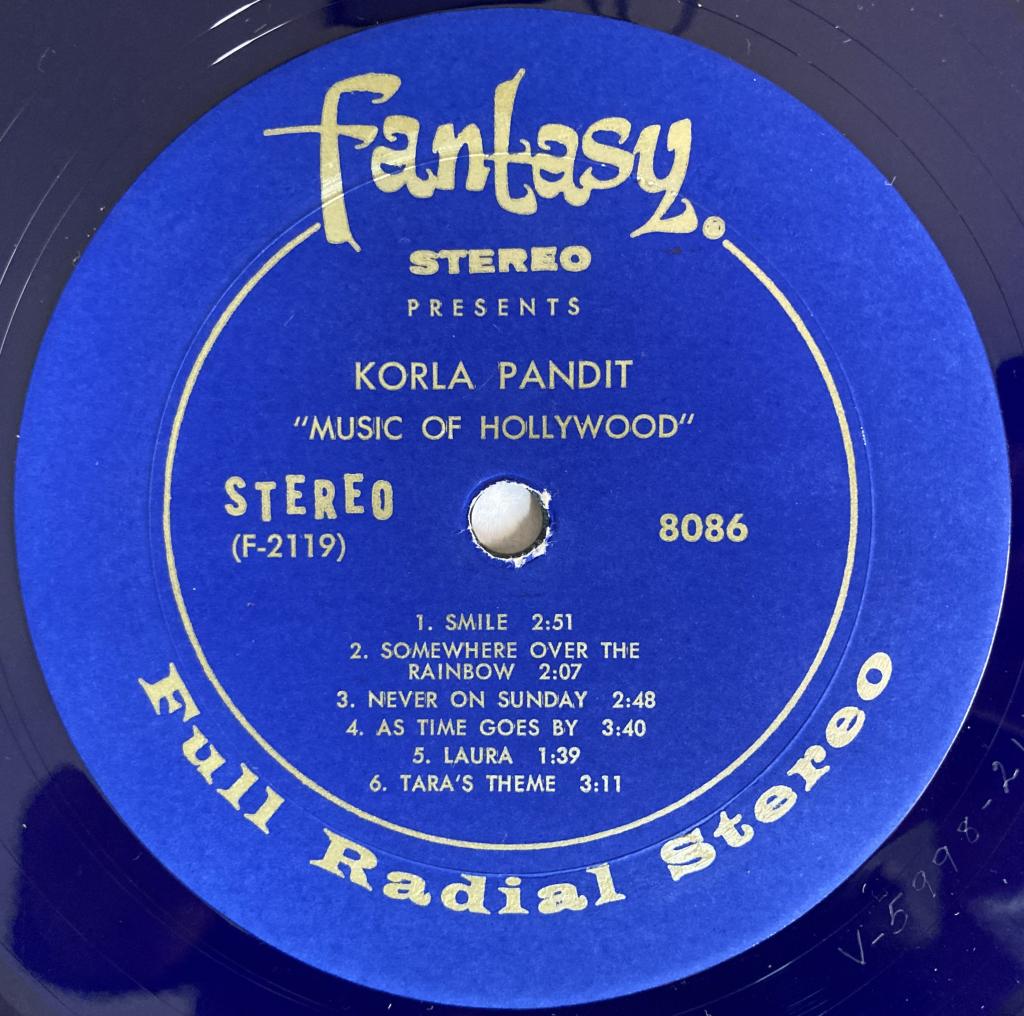 fantasy®
STEREO
PRESENTS
KORLA PANDIT
"MUSIC OF HOLLYWOOD"
STEREO
(F-2119)
8086
1. SMILE 2:51
2. SOMEWHERE OVER THE
RAINBOW 2:07
3. NEVER ON SUNDAY 2:48
4. AS TIME GOES BY 3:40
5. LAURA 1:39
6. TARA'S THEME 3:11
Full Radial Stereo
V-5998-2